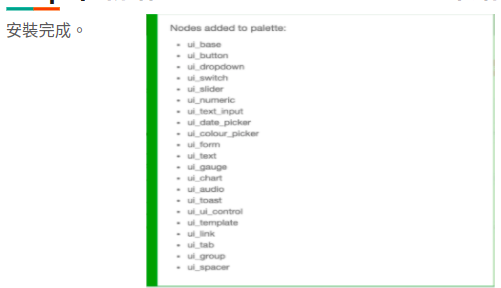 安裝完成。
Nodes added to palette:
• ui_base
• ui_button
• ui_dropdown
• ui_switch
• ui_slider
• ui_numeric
• ui_text_input
• ui_date_picker
• ui_colour_picker
• ui_form
• ui_text
• ui_gauge
• ui_chart
• ui_audio
• ui_toast
• ui_ui_control
• ui_template
• ui_link
• ui_tab
• ui_group
• ui_spacer